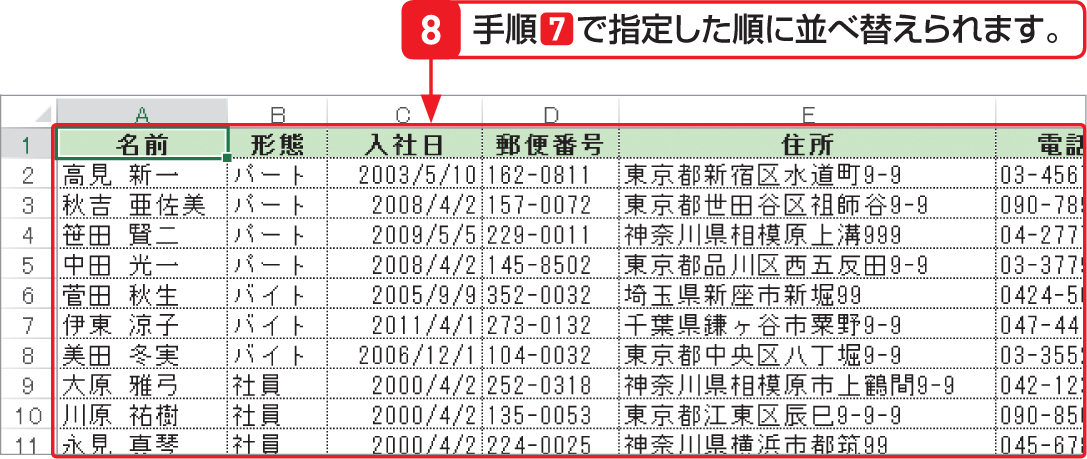 8 手順7で指定した順に並べ替えられます。
A B C D E
1 名前 形態 入社日 郵便番号 住所 電話
2 高見 新一 パート 2003/5/10 162-0811 東京都新宿区水道町9-9 03-456
3 秋吉 亜佐美 パート 2008/4/2 157-0072 東京都世田谷区祖師谷9-9 090-789
4 笹田 賢二 パート 2009/5/5 229-0011 神奈川県相模原上溝999 04-277
5 中田 光一 パート 2008/4/2 145-8502 東京都品川区西五反田9-9 03-377
6 菅田 秋生 バイト 2005/9/9 352-0032 埼玉県新座市新堀99 0424-5
7 伊東 涼子 バイト 2011/4/1 273-0132 千葉県鎌ヶ谷市粟野9-9 047-44
8 美田 冬実 バイト 2006/12/1 104-0032 東京都中央区八丁堀9-9 03-355
9 大原 雅弓 社員 2000/4/2 252-0318 神奈川県相模原市上鶴間9-9 042-12
10 川原 祐樹 社員 2000/4/2 135-0053 東京都江東区辰巳9-9-9 090-85
11 永見 真琴 社員 2000/4/2 224-0025 神奈川県横浜市都筑99 045-67